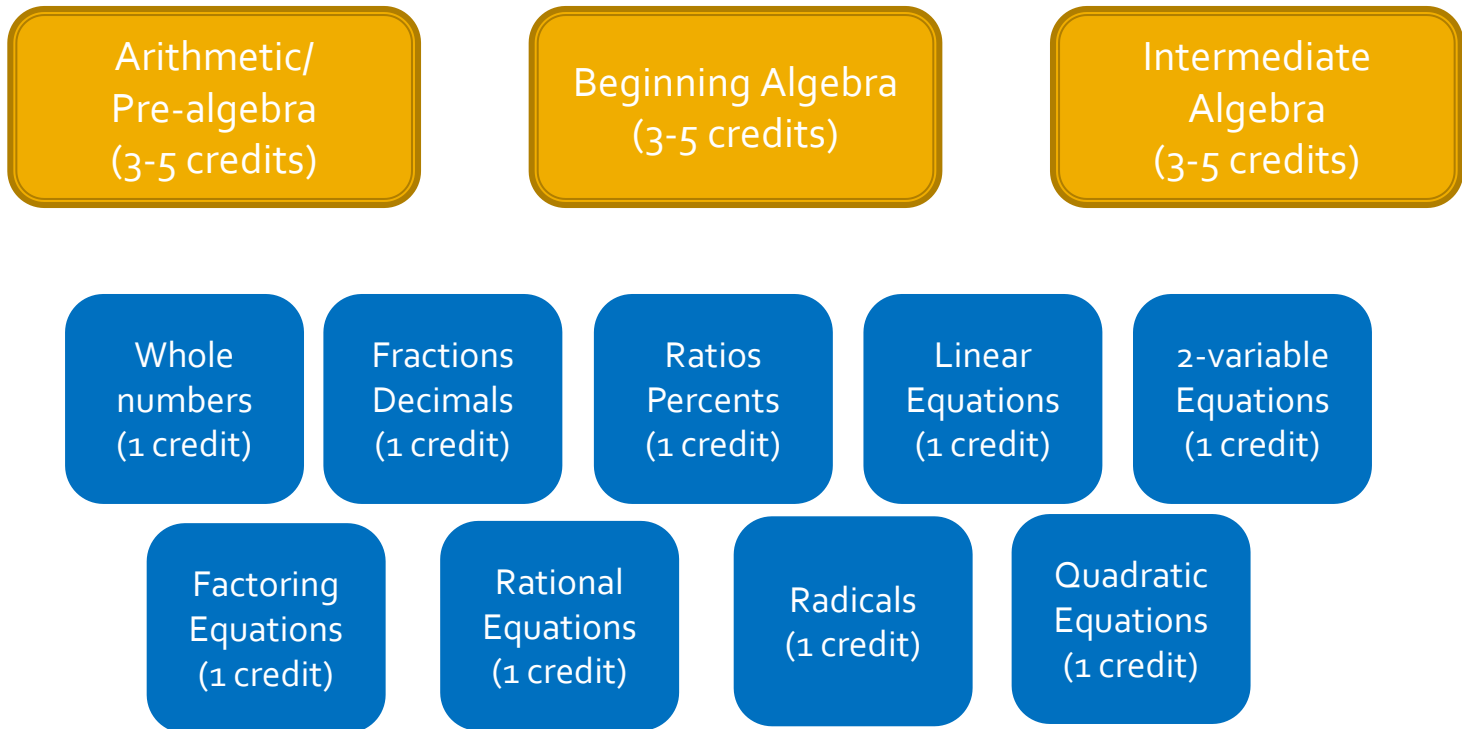 Arithmetic/
Pre-algebra
(3-5 credits)
Beginning Algebra
(3-5 credits)
Intermediate
Algebra
(3-5 credits)
Whole
numbers
(1 credit)
Fractions
Decimals
(1 credit)
Ratios
Percents
(1 credit)
Linear
Equations
(1 credit)
2-variable
Equations
(1 credit)
Factoring
Equations
(1 credit)
Rational
Equations
(1 credit)
Radicals
(1 credit)
Quadratic
Equations
(1 credit)